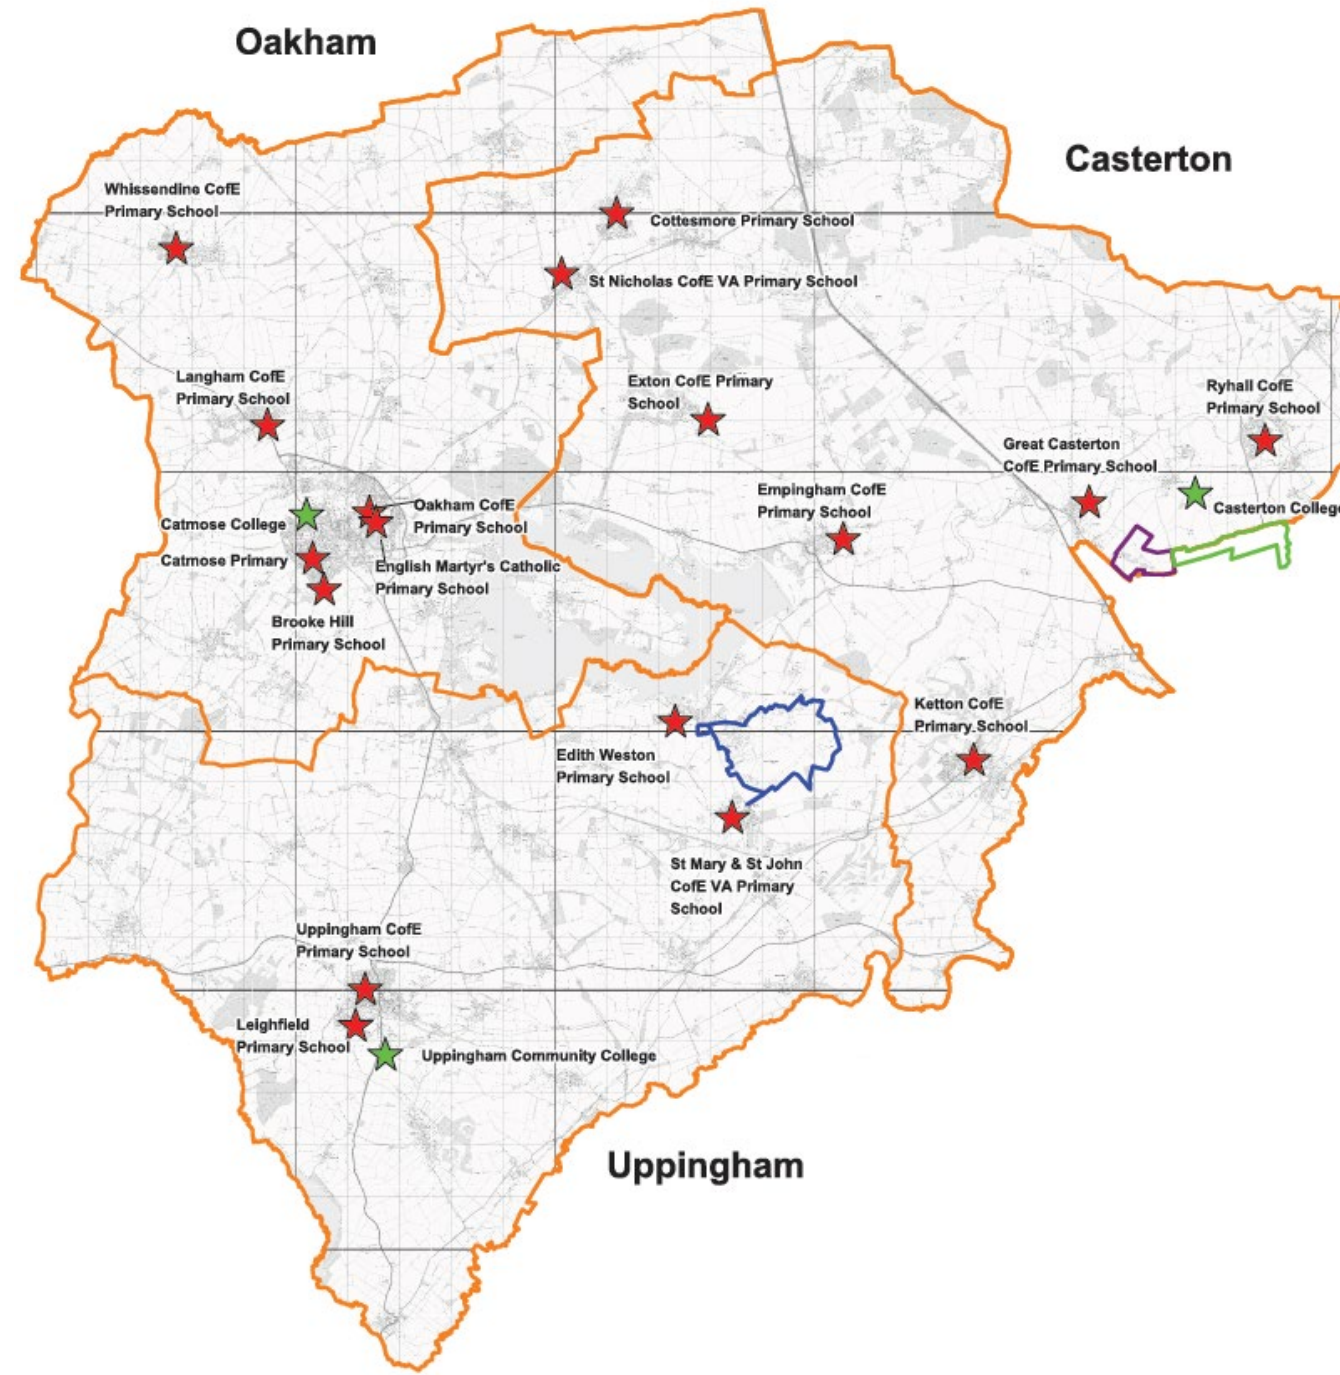 Oakham
Casterton
Whissendine CofE
Primary School
Cottesmore Primary School
St Nicholas CofE VA Primary School
Langham CofE
Primary School
Exton CofE Primary
School
Ryhall CofE
Primary School
Great Casterton
CofE Primary School
Casterton College
Empingham CofE
Primary School
Oakham CofE
Primary School
Catmose College
Catmose Primary
English Martyr's Catholic
Primary School
Brooke Hill
Primary School
Ketton CofE
Primary School
Edith Weston
Primary School
St Mary & St John
CofE VA Primary
School
Uppingham CofE
Primary School
Leighfield
Primary School
Uppingham Community College
Uppingham